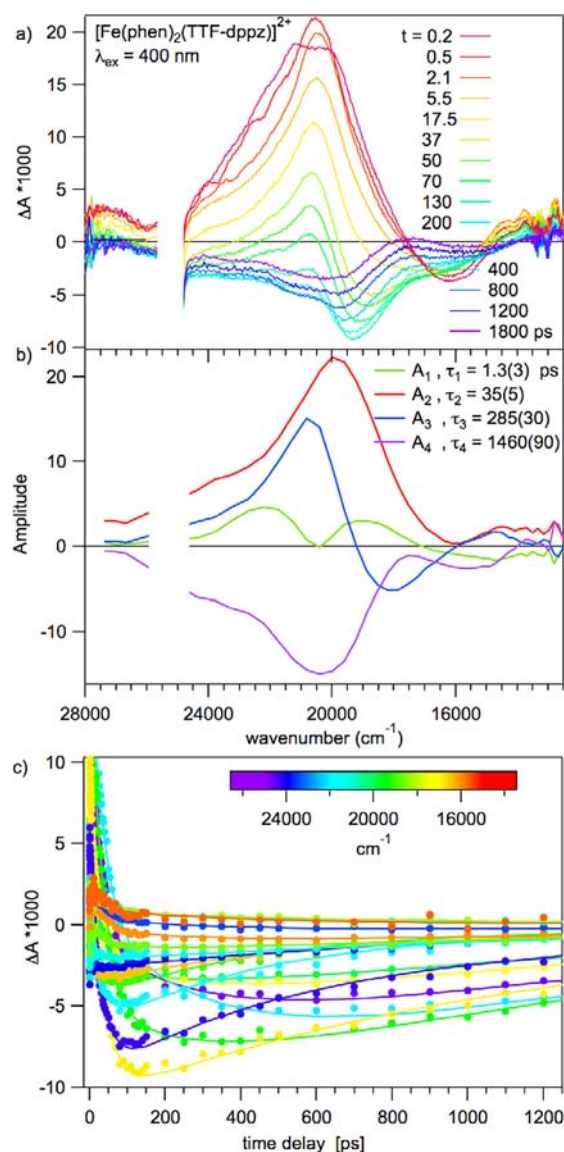 a)
[Fe(phen)₂(TTF-dppz)]²⁺
λex = 400 nm
t = 0.2
0.5
2.1
5.5
17.5
37
50
70
130
200
400
800
1200
1800 ps
20
15
10
5
0
-5
-10
ΔA *1000
b)
A₁ , τ₁ = 1.3(3) ps
A₂ , τ₂ = 35(5)
A₃ , τ₃ = 285(30)
A₄ , τ₄ = 1460(90)
20
10
0
-10
Amplitude
28000 24000 20000 16000
wavenumber (cm⁻¹)
c)
24000 20000 16000
cm⁻¹
10
5
0
-5
-10
ΔA *1000
0 200 400 600 800 1000 1200
time delay [ps]